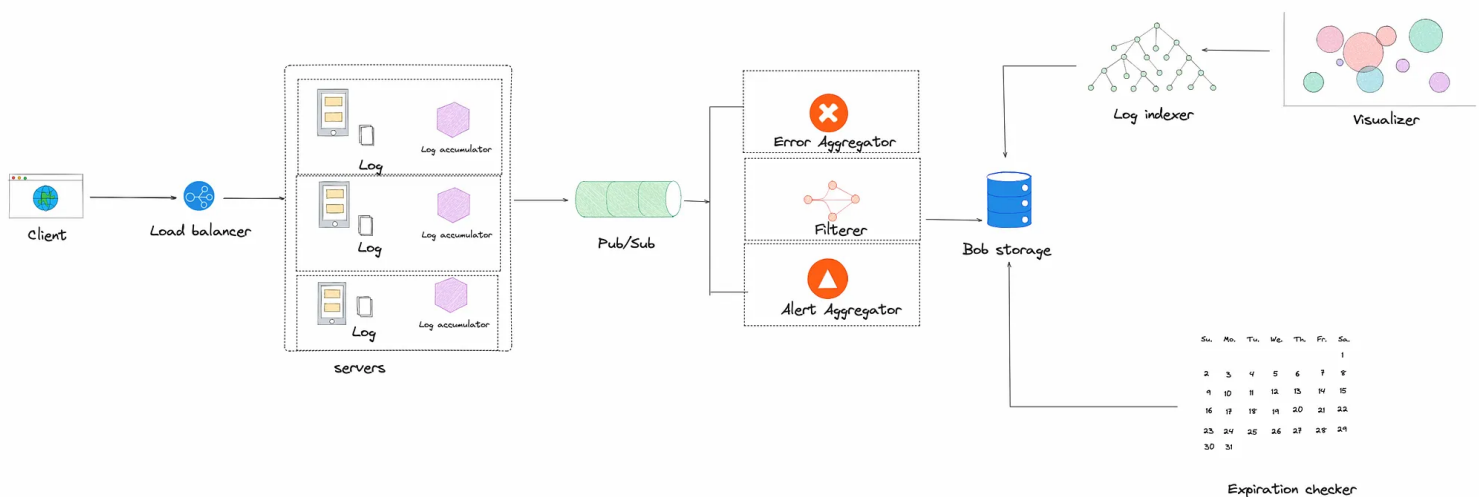 Client
Load balancer
Log
Log accumulator
Log
Log accumulator
Log
Log accumulator
servers
Pub/Sub
Error Aggregator
Filterer
Alert Aggregator
Bob storage
Log indexer
Visualizer
Su. Mo. Tu. We. Th. Fr. Sa.
1
2 3 4 5 6 7 8
9 10 11 12 13 14 15
16 17 18 19 20 21 22
23 24 25 26 27 28 29
30 31
Expiration checker